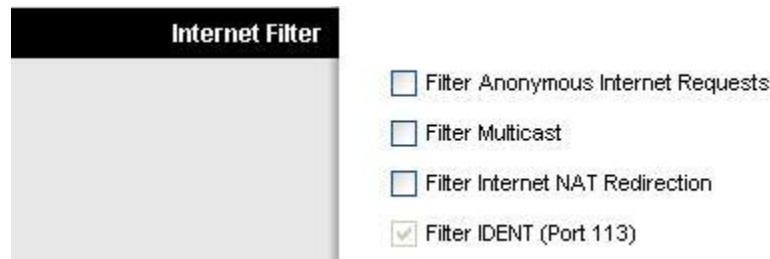 Internet Filter
Filter Anonymous Internet Requests
Filter Multicast
Filter Internet NAT Redirection
Filter IDENT (Port 113)